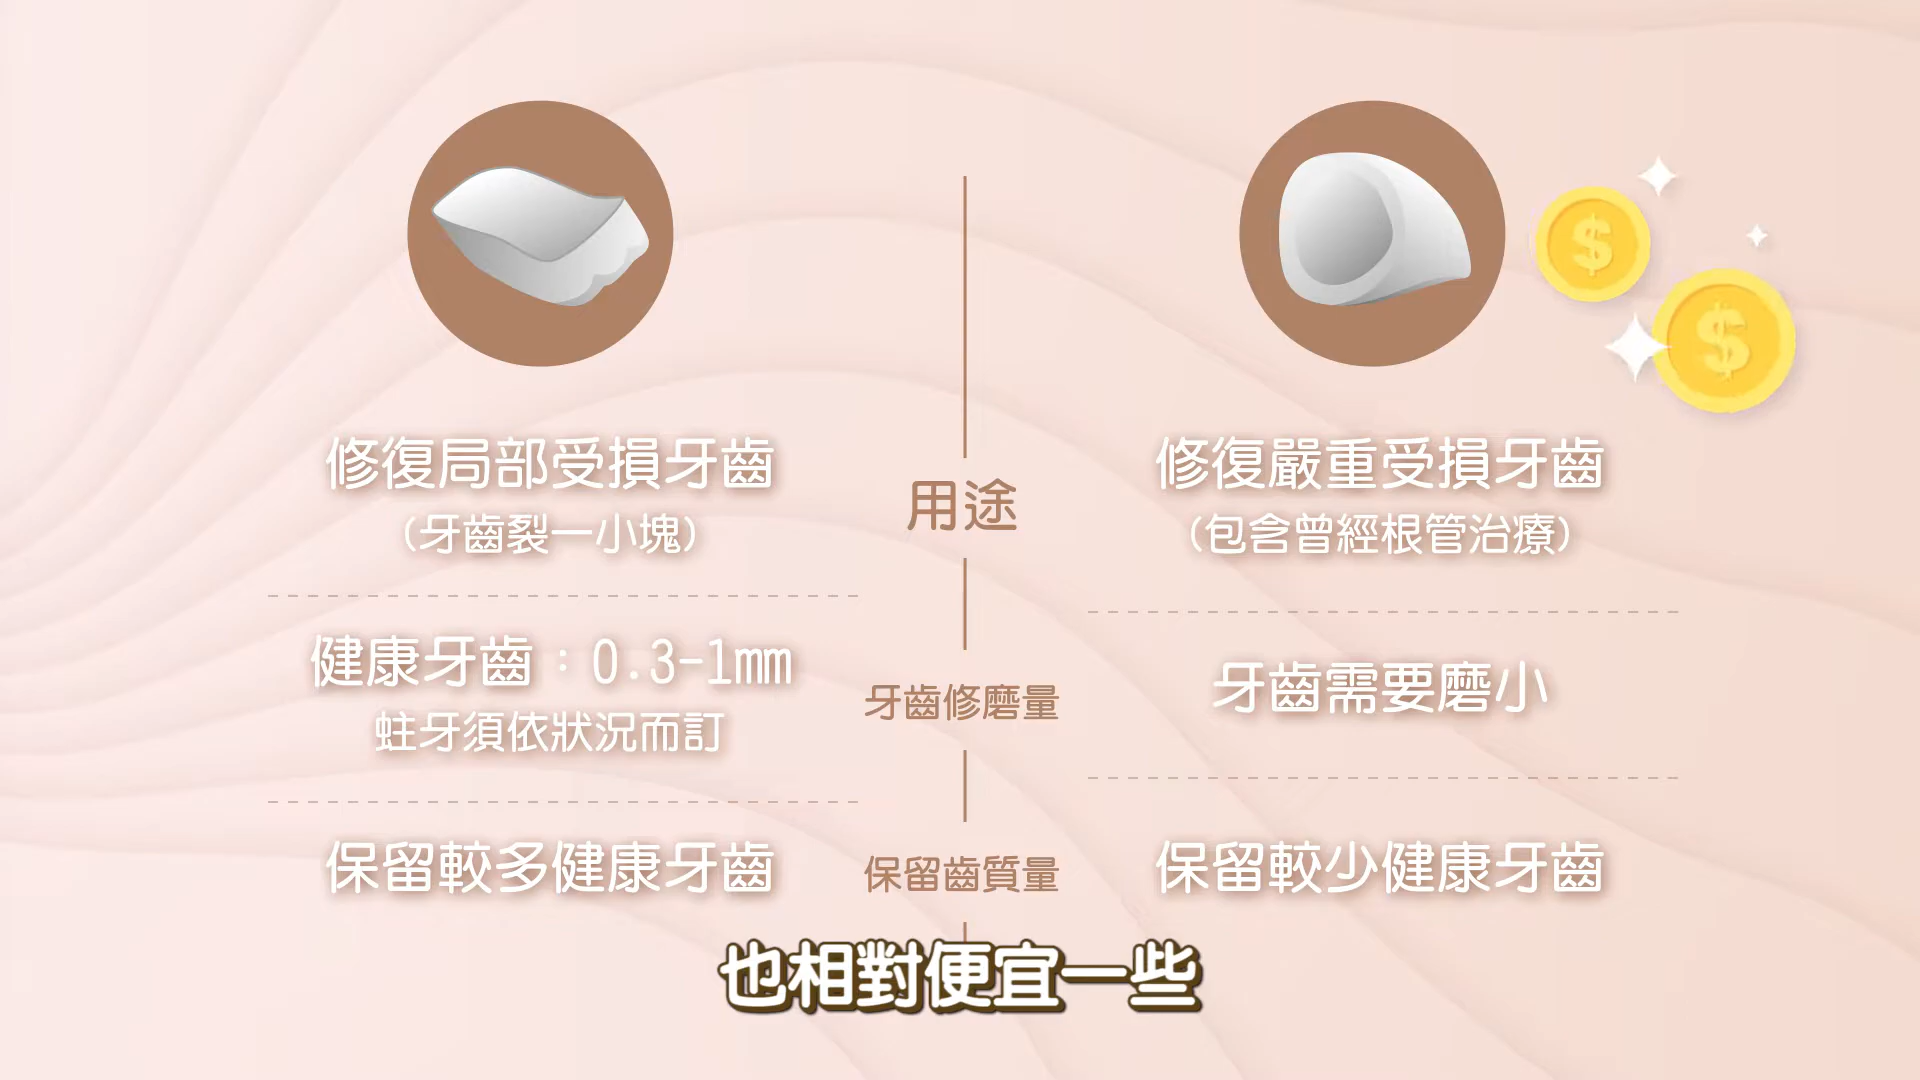 修復局部受損牙齒
(牙齒裂一小塊)
用途
修復嚴重受損牙齒
(包含曾經根管治療)
健康牙齒：0.3-1mm
蛀牙須依狀況而訂
牙齒修磨量
牙齒需要磨小
保留較多健康牙齒
保留齒質量
保留較少健康牙齒
也相對便宜一些
$
$